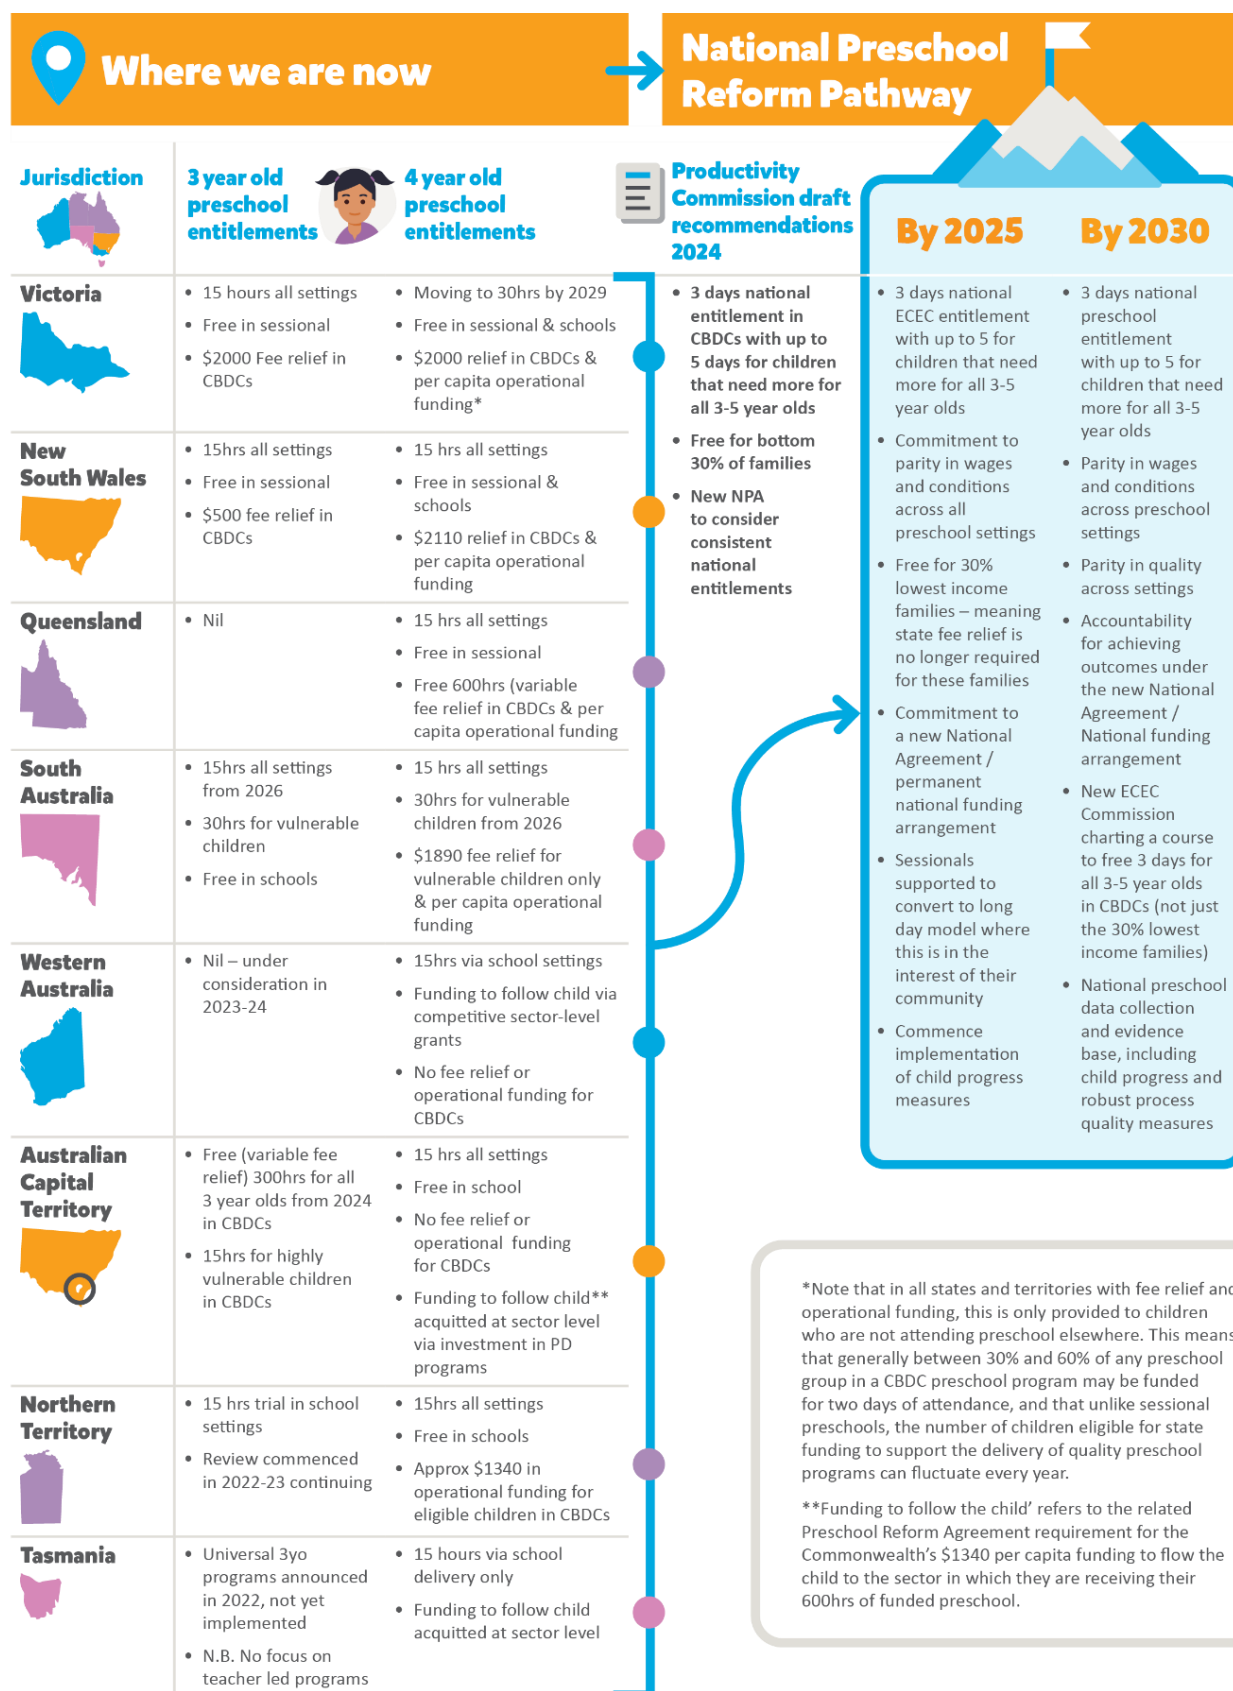 Where we are now
National Preschool
Reform Pathway
Jurisdiction
3 year old
preschool
entitlements
4 year old
preschool
entitlements
Productivity
Commission draft
recommendations
2024
By 2025
By 2030
Victoria
• 15 hours all settings
• Free in sessional
• $2000 Fee relief in
CBDCs
• Moving to 30hrs by 2029
• Free in sessional & schools
• $2000 relief in CBDCs &
per capita operational
funding*
New
South Wales
• 15hrs all settings
• Free in sessional
• $500 fee relief in
CBDCs
• 15 hrs all settings
• Free in sessional &
schools
• $2110 relief in CBDCs &
per capita operational
funding
Queensland
• Nil
• 15 hrs all settings
• Free in sessional
• Free 600hrs (variable
fee relief in CBDCs & per
capita operational funding
South
Australia
• 15hrs all settings
from 2026
• 30hrs for vulnerable
children
• Free in schools
• 15 hrs all settings
• 30hrs for vulnerable
children from 2026
• $1890 fee relief for
vulnerable children only
& per capita operational
funding
Western
Australia
• Nil – under
consideration in
2023-24
• 15hrs via school settings
• Funding to follow child via
competitive sector-level
grants
• No fee relief or
operational funding for
CBDCs
Australian
Capital
Territory
• Free (variable fee
relief) 300hrs for all
3 year olds from 2024
in CBDCs
• 15hrs for highly
vulnerable children
in CBDCs
• 15 hrs all settings
• Free in school
• No fee relief or
operational funding
for CBDCs
• Funding to follow child**
acquitted at sector level
via investment in PD
programs
Northern
Territory
• 15 hrs trial in school
settings
• Review commenced
in 2022-23 continuing
• 15hrs all settings
• Free in schools
• Approx $1340 in
operational funding for
eligible children in CBDCs
Tasmania
• Universal 3yo
programs announced
in 2022, not yet
implemented
• N.B. No focus on
teacher led programs
• 15 hours via school
delivery only
• Funding to follow child
acquitted at sector level
• 3 days national
entitlement in
CBDCs with up to
5 days for children
that need more for
all 3-5 year olds
• Free for bottom
30% of families
• New NPA
to consider
consistent
national
entitlements
• 3 days national
ECEC entitlement
with up to 5 for
children that need
more for all 3-5
year olds
• Commitment to
parity in wages
and conditions
across all
preschool settings
• Free for 30%
lowest income
families – meaning
state fee relief is
no longer required
for these families
• Commitment to
a new National
Agreement /
permanent
national funding
arrangement
• Sessionals
supported to
convert to long
day model where
this is in the
interest of their
community
• Commence
implementation
of child progress
measures
• 3 days national
preschool
entitlement
with up to 5 for
children that need
more for all 3-5
year olds
• Parity in wages
and conditions
across preschool
settings
• Parity in quality
across settings
• Accountability
for achieving
outcomes under
the new National
Agreement /
National funding
arrangement
• New ECEC
Commission
charting a course
to free 3 days for
all 3-5 year olds
in CBDCs (not just
the 30% lowest
income families)
• National preschool
data collection
and evidence
base, including
child progress and
robust process
quality measures
*Note that in all states and territories with fee relief and
operational funding, this is only provided to children
who are not attending preschool elsewhere. This means
that generally between 30% and 60% of any preschool
group in a CBDC preschool program may be funded
for two days of attendance, and that unlike sessional
preschools, the number of children eligible for state
funding to support the delivery of quality preschool
programs can fluctuate every year.
**Funding to follow the child’ refers to the related
Preschool Reform Agreement requirement for the
Commonwealth’s $1340 per capita funding to flow the
child to the sector in which they are receiving their
600hrs of funded preschool.